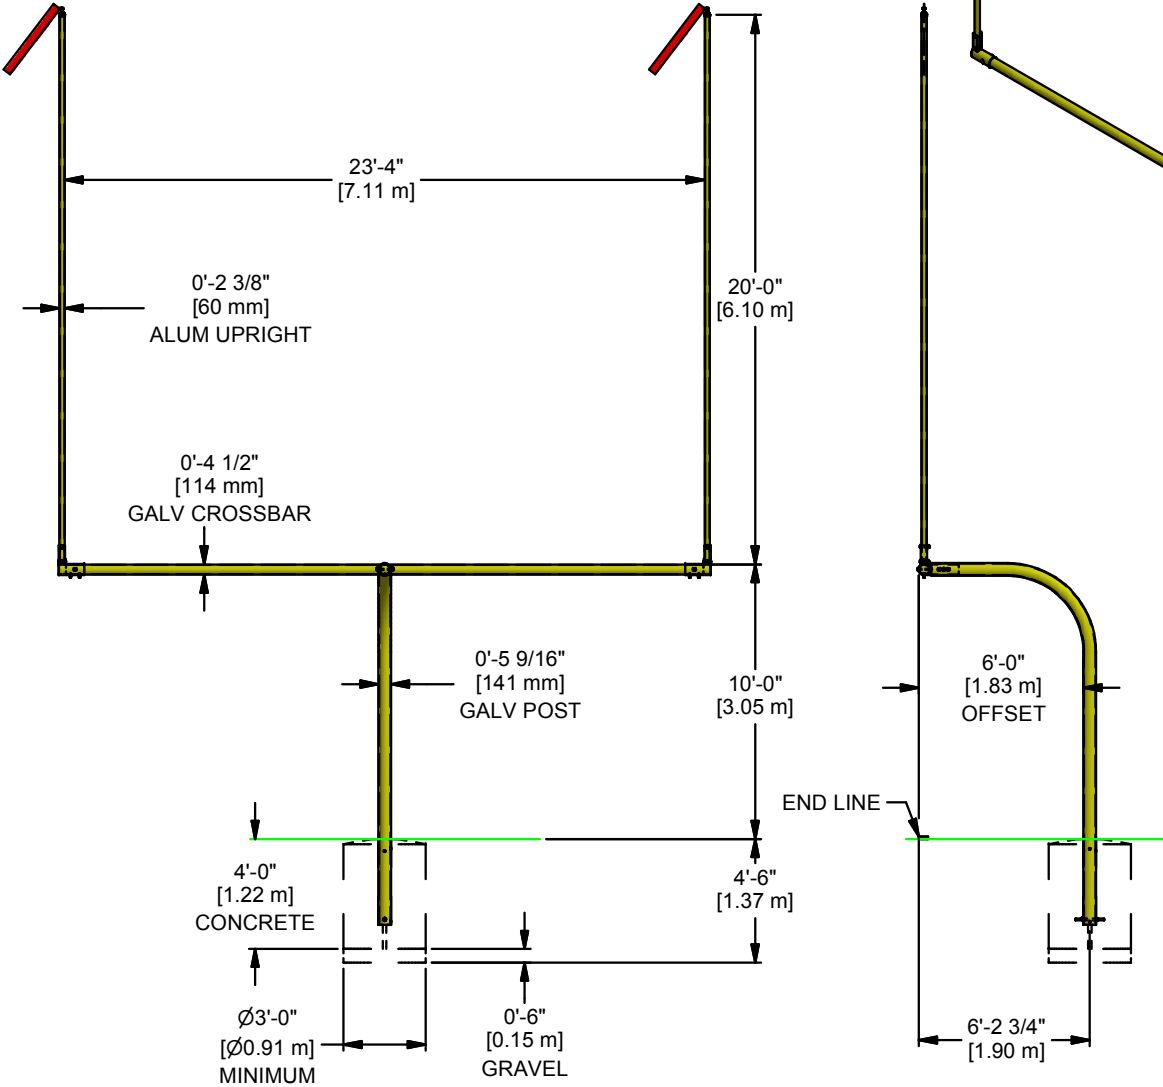 23'-4"
[7.11 m]
0'-2 3/8"
[60 mm]
ALUM UPRIGHT
20'-0"
[6.10 m]
0'-4 1/2"
[114 mm]
GALV CROSSBAR
0'-5 9/16"
[141 mm]
GALV POST
10'-0"
[3.05 m]
6'-0"
[1.83 m]
OFFSET
END LINE
4'-0"
[1.22 m]
CONCRETE
4'-6"
[1.37 m]
Ø3'-0"
[Ø0.91 m]
MINIMUM
0'-6"
[0.15 m]
GRAVEL
6'-2 3/4"
[1.90 m]